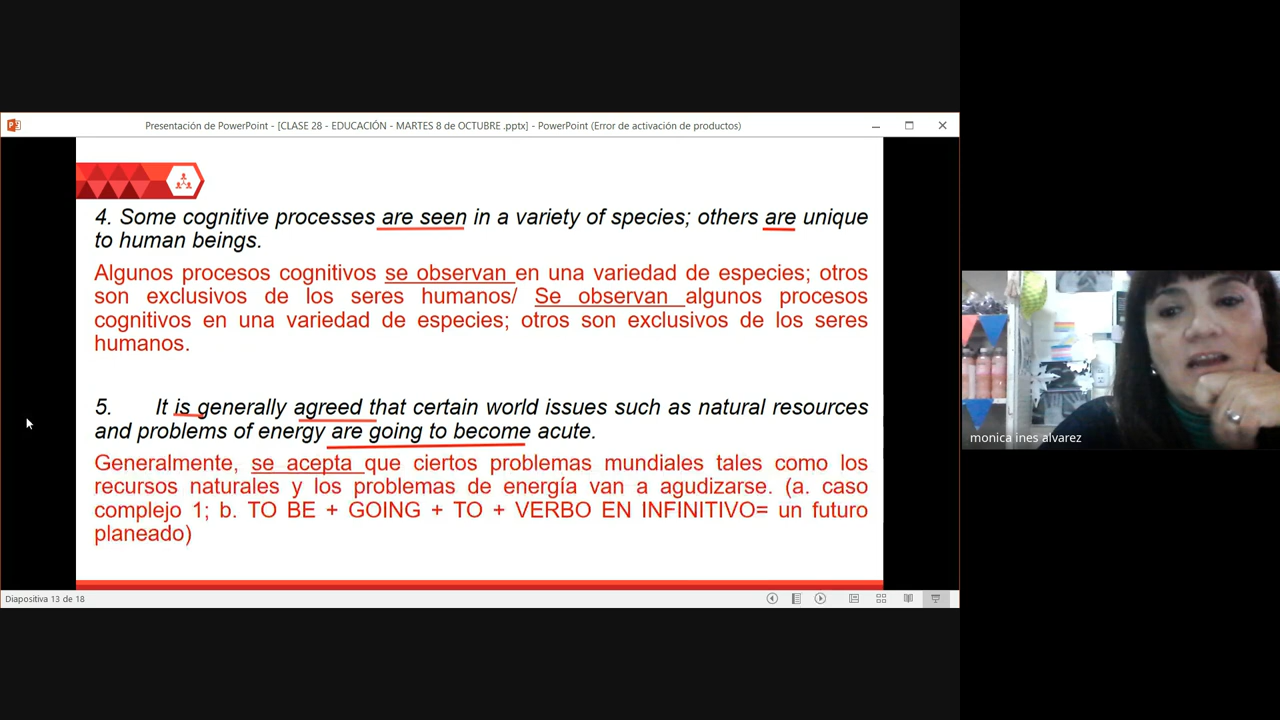 Presentación de PowerPoint - [CLASE 28 - EDUCACIÓN - MARTES 8 de OCTUBRE .pptx] - PowerPoint (Error de activación de productos)
4. Some cognitive processes are seen in a variety of species; others are unique
to human beings.
Algunos procesos cognitivos se observan en una variedad de especies; otros
son exclusivos de los seres humanos/ Se observan algunos procesos
cognitivos en una variedad de especies; otros son exclusivos de los seres
humanos.
5. It is generally agreed that certain world issues such as natural resources
and problems of energy are going to become acute.
Generalmente, se acepta que ciertos problemas mundiales tales como los
recursos naturales y los problemas de energía van a agudizarse. (a. caso
complejo 1; b. TO BE + GOING + TO + VERBO EN INFINITIVO= un futuro
planeado)
Diapositiva 13 de 18
monica ines alvarez